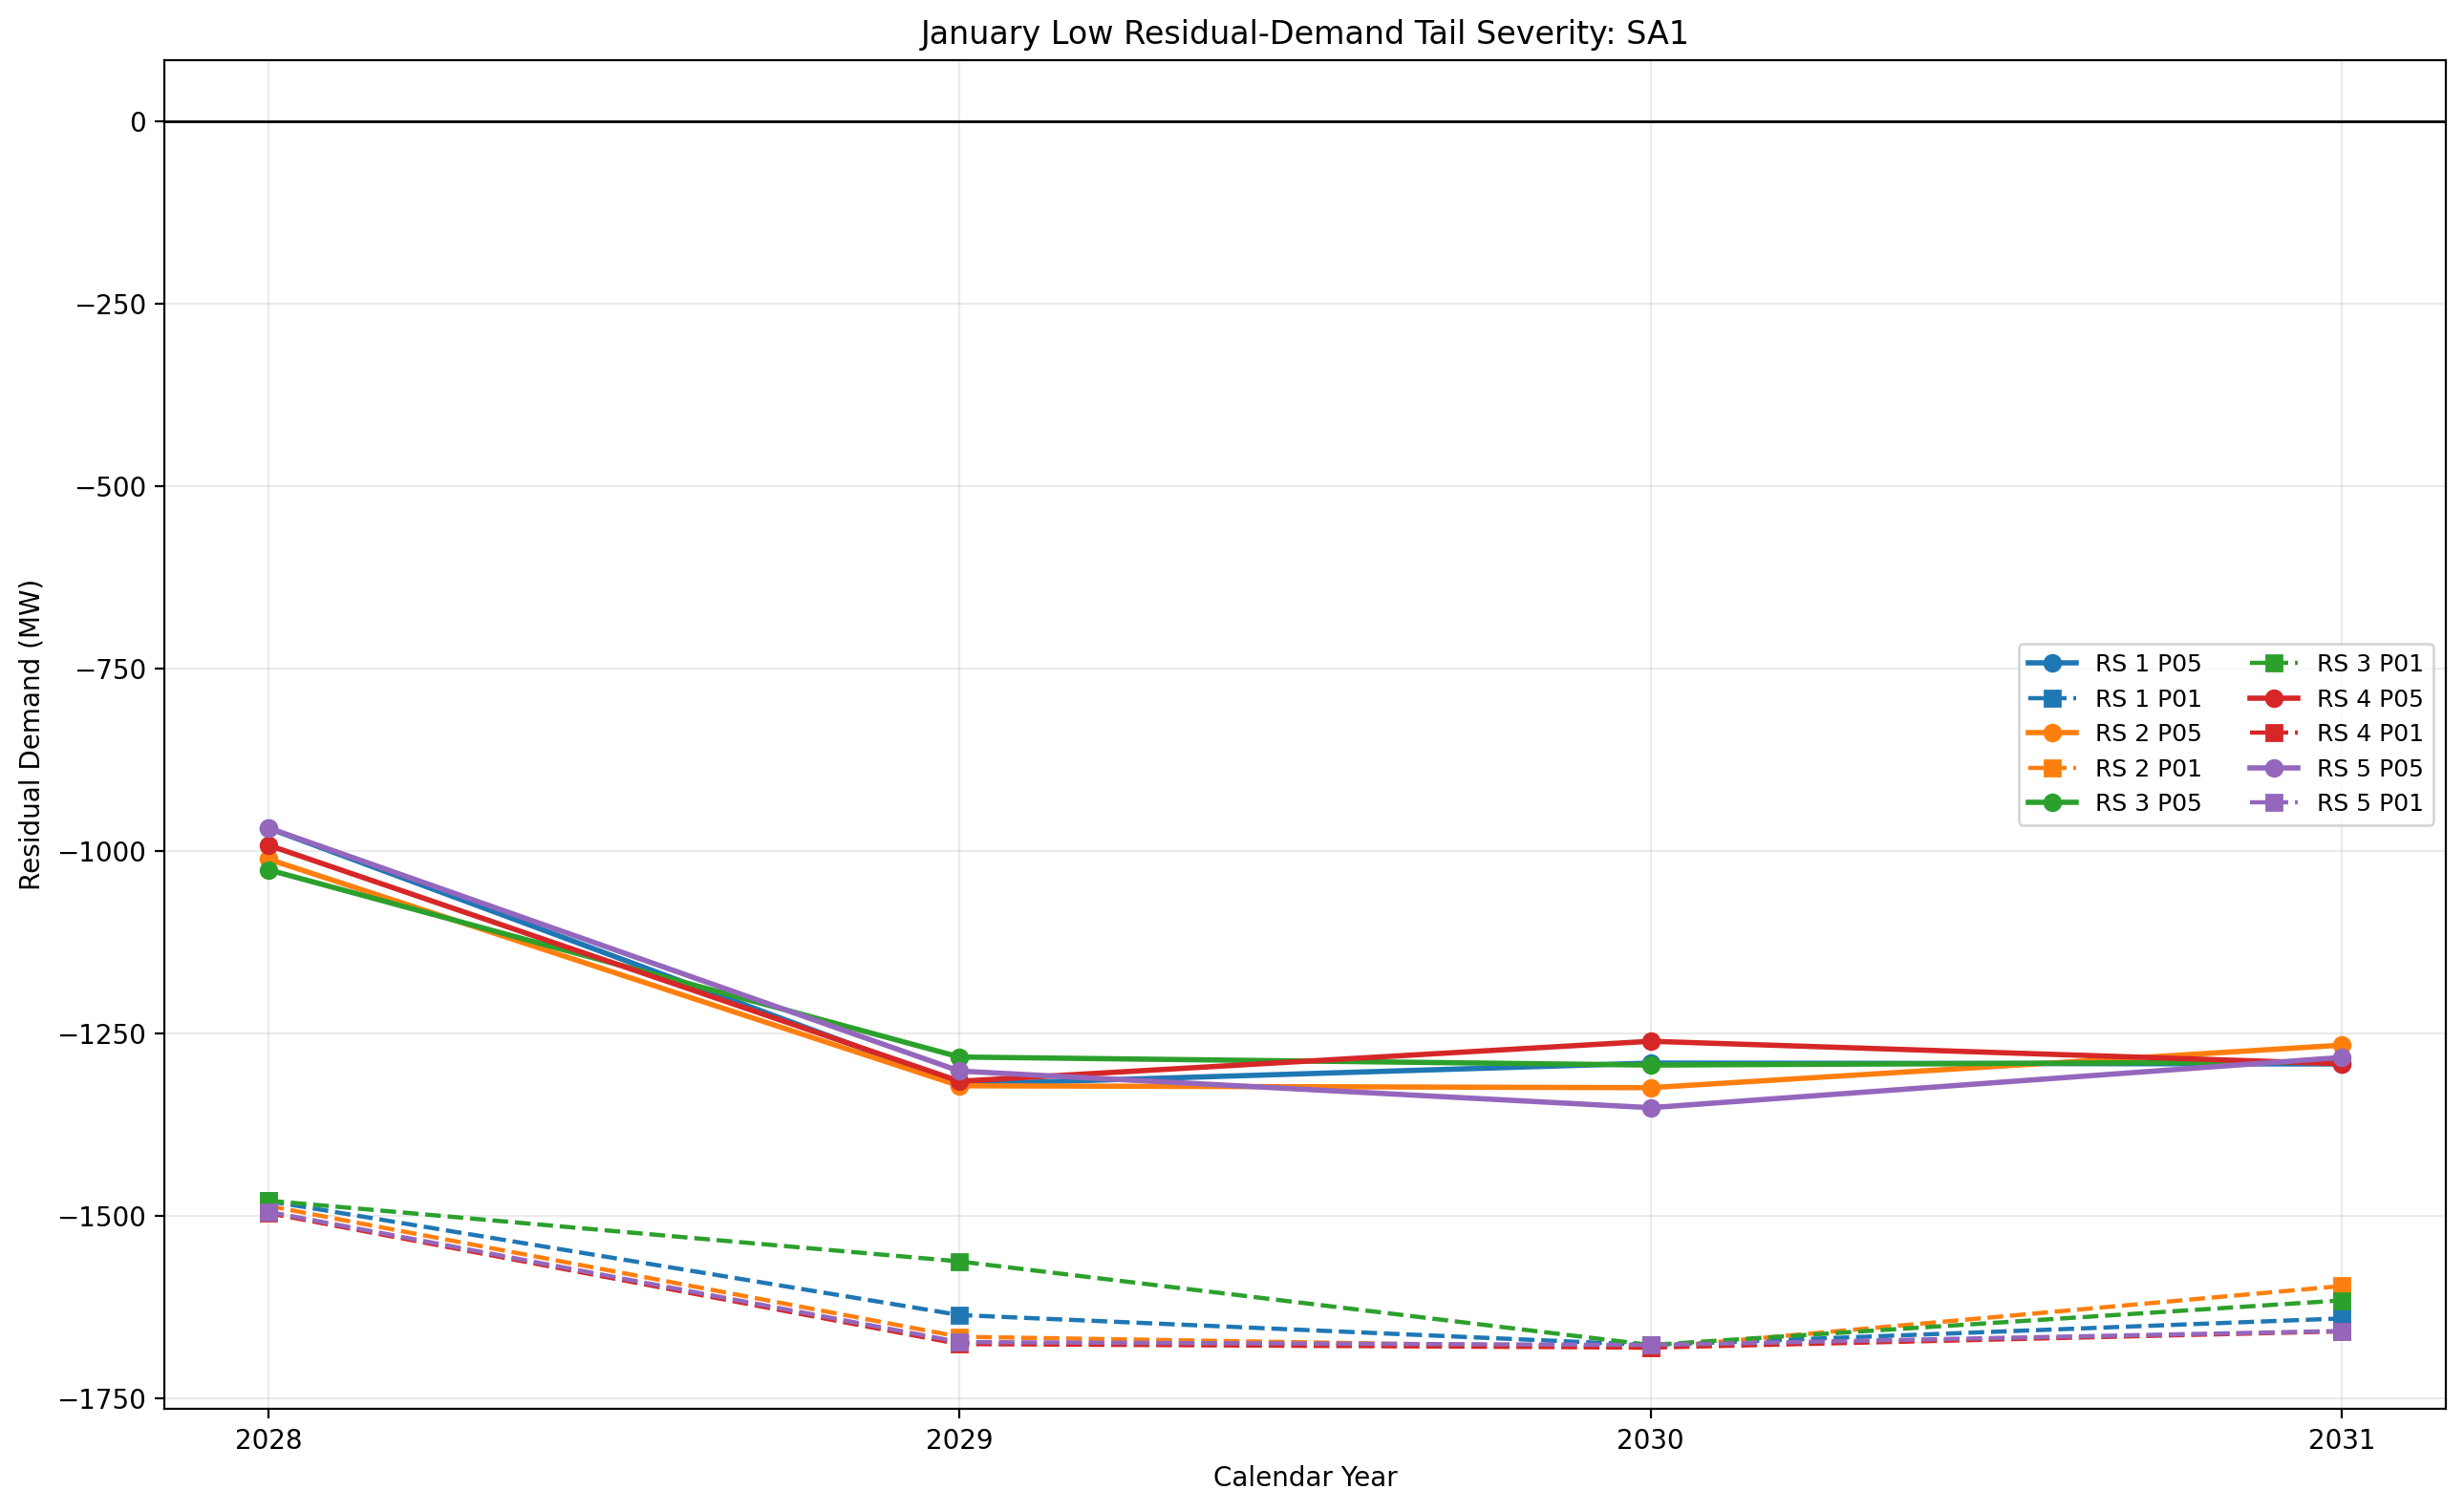 January Low Residual-Demand Tail Severity: SA1
Residual Demand (MW)
0
−250
−500
−750
−1000
−1250
−1500
−1750
RS 1 P05
RS 1 P01
RS 2 P05
RS 2 P01
RS 3 P05
RS 3 P01
RS 4 P05
RS 4 P01
RS 5 P05
RS 5 P01
2028
2029
2030
2031
Calendar Year